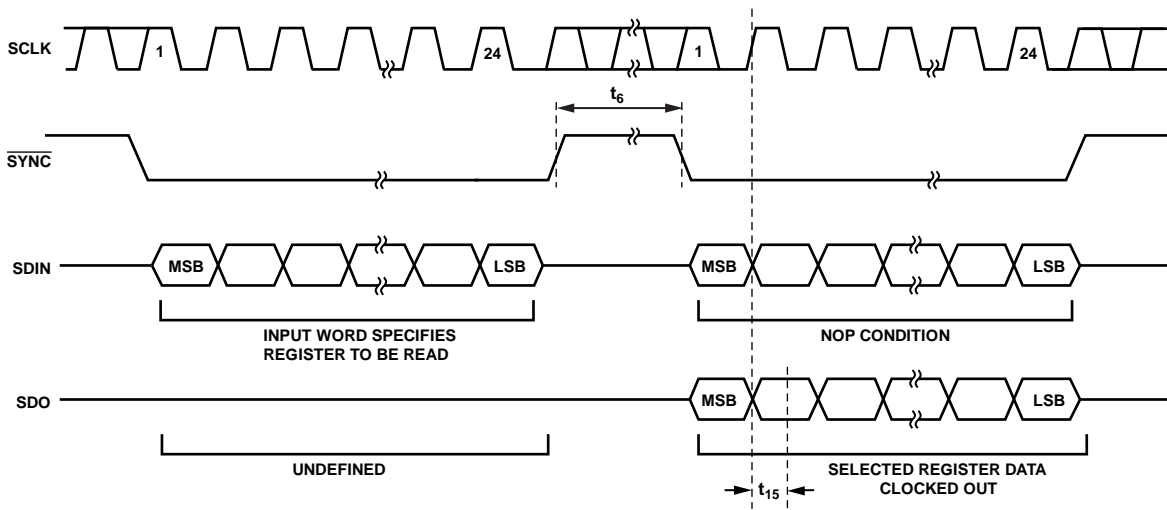 SCLK
1
24
1
24
t6
SYNC
SDIN
MSB
LSB
MSB
LSB
INPUT WORD SPECIFIES
REGISTER TO BE READ
NOP CONDITION
SDO
MSB
LSB
UNDEFINED
SELECTED REGISTER DATA
CLOCKED OUT
t15